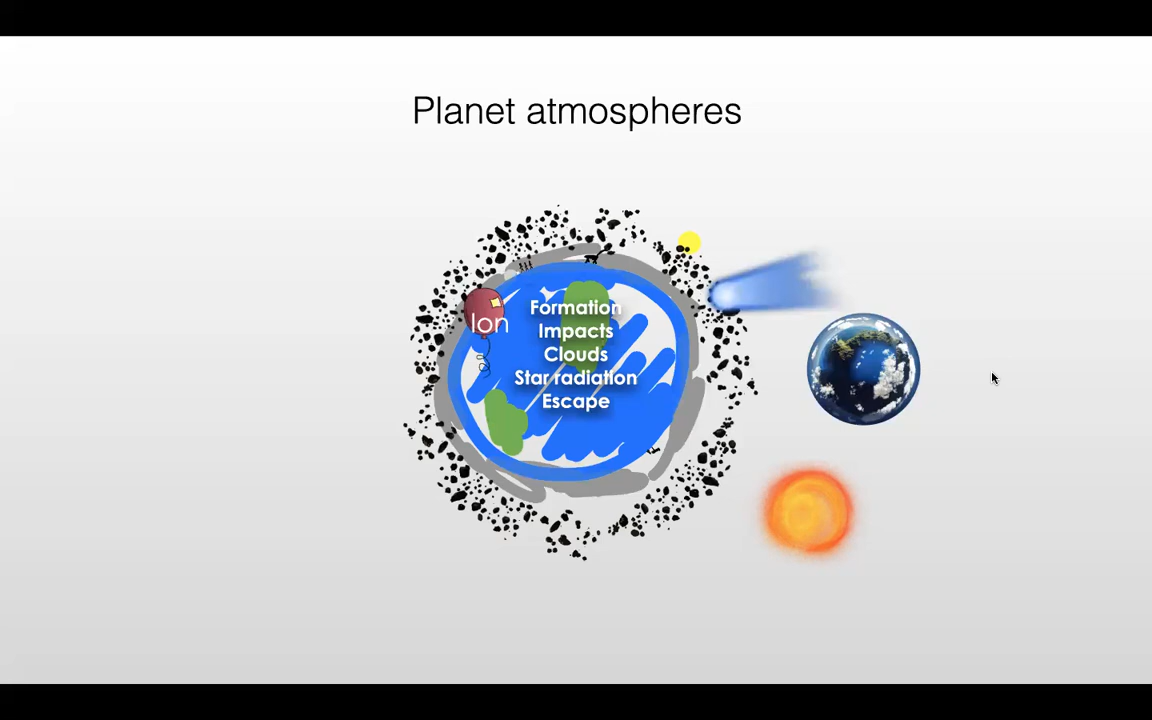 Planet atmospheres
Ion
Formation
Impacts
Clouds
Star radiation
Escape